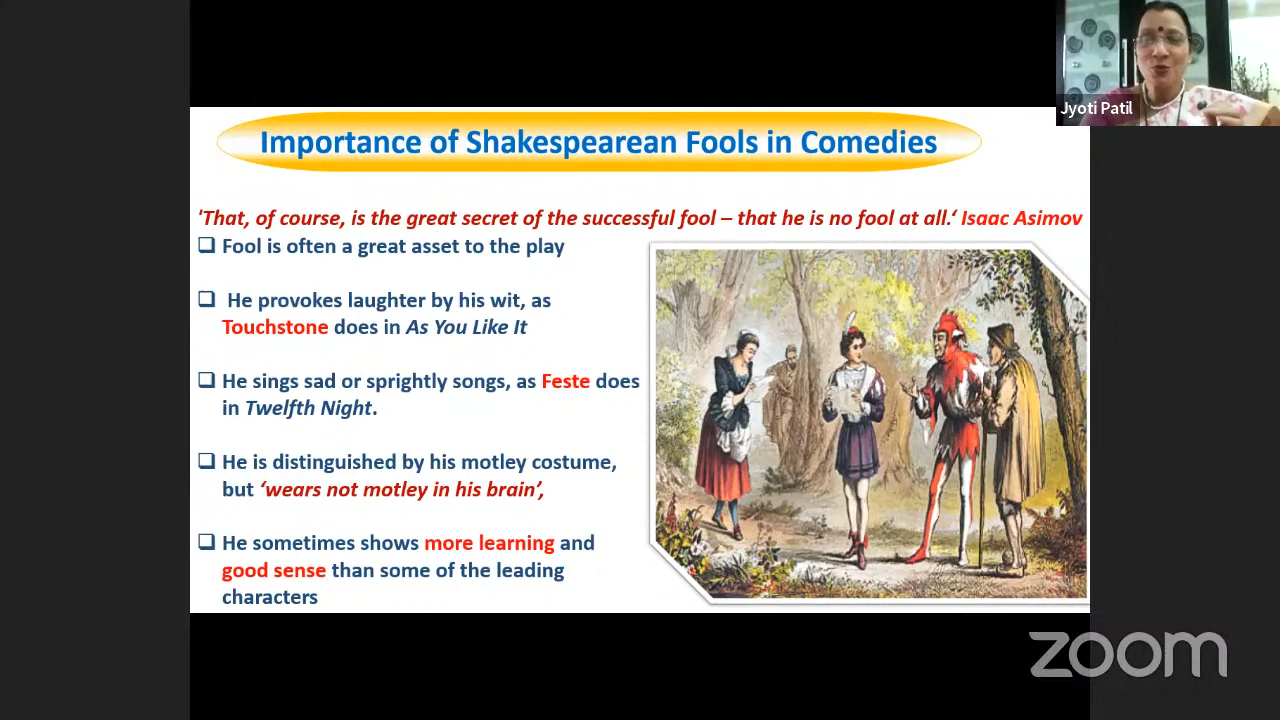 Jyoti Patil
Importance of Shakespearean Fools in Comedies
'That, of course, is the great secret of the successful fool – that he is no fool at all.‘ Isaac Asimov
❑ Fool is often a great asset to the play
❑ He provokes laughter by his wit, as
Touchstone does in As You Like It
❑ He sings sad or sprightly songs, as Feste does
in Twelfth Night.
❑ He is distinguished by his motley costume,
but ‘wears not motley in his brain’,
❑ He sometimes shows more learning and
good sense than some of the leading
characters
zoom